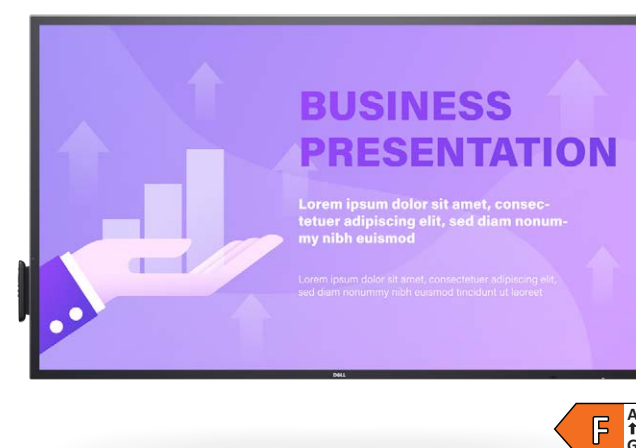 BUSINESS
PRESENTATION
Lorem ipsum dolor sit amet, consec-
tetuer adipiscing elit, sed diam nonum-
my nibh euismod
Lorem ipsum dolor sit amet, consectetuer adipiscing elit,
sed diam nonummy nibh euismod tincidunt ut laoreet
DELL
F
A
G